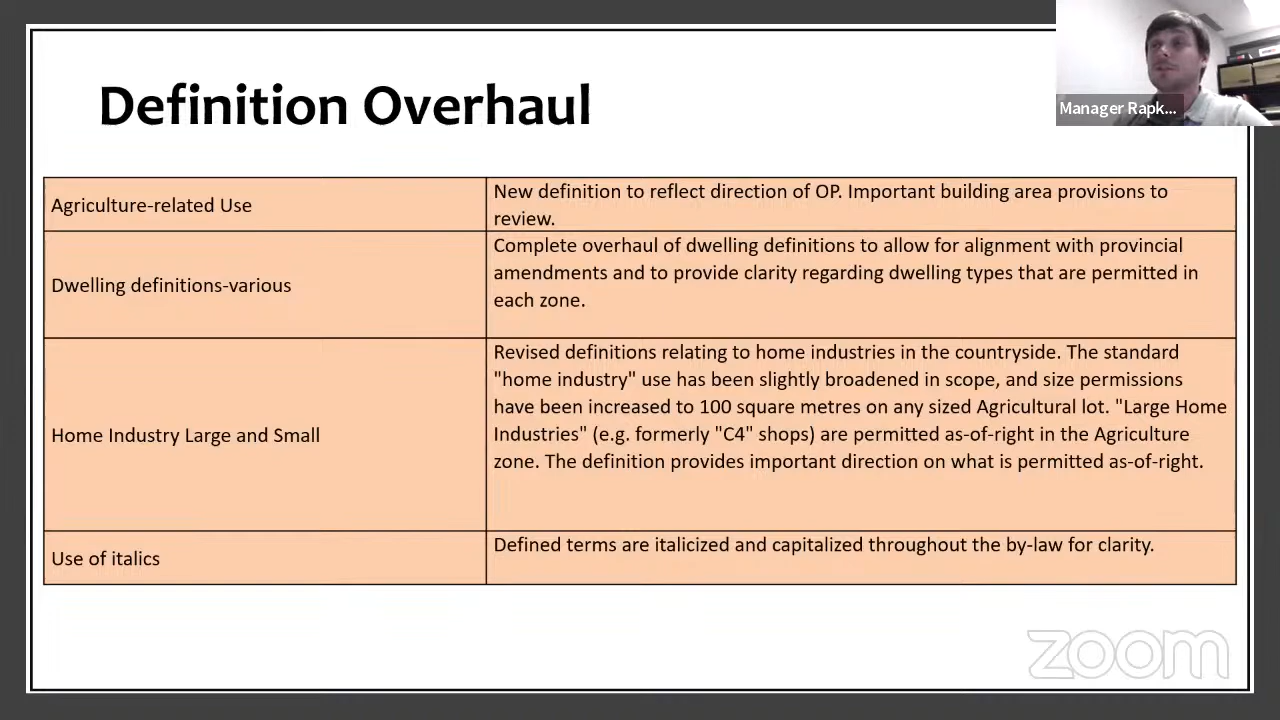 Definition Overhaul
Manager Rapk...
Agriculture-related Use
New definition to reflect direction of OP. Important building area provisions to
review.
Dwelling definitions-various
Complete overhaul of dwelling definitions to allow for alignment with provincial
amendments and to provide clarity regarding dwelling types that are permitted in
each zone.
Home Industry Large and Small
Revised definitions relating to home industries in the countryside. The standard
"home industry" use has been slightly broadened in scope, and size permissions
have been increased to 100 square metres on any sized Agricultural lot. "Large Home
Industries" (e.g. formerly "C4" shops) are permitted as-of-right in the Agriculture
zone. The definition provides important direction on what is permitted as-of-right.
Use of italics
Defined terms are italicized and capitalized throughout the by-law for clarity.
zoom